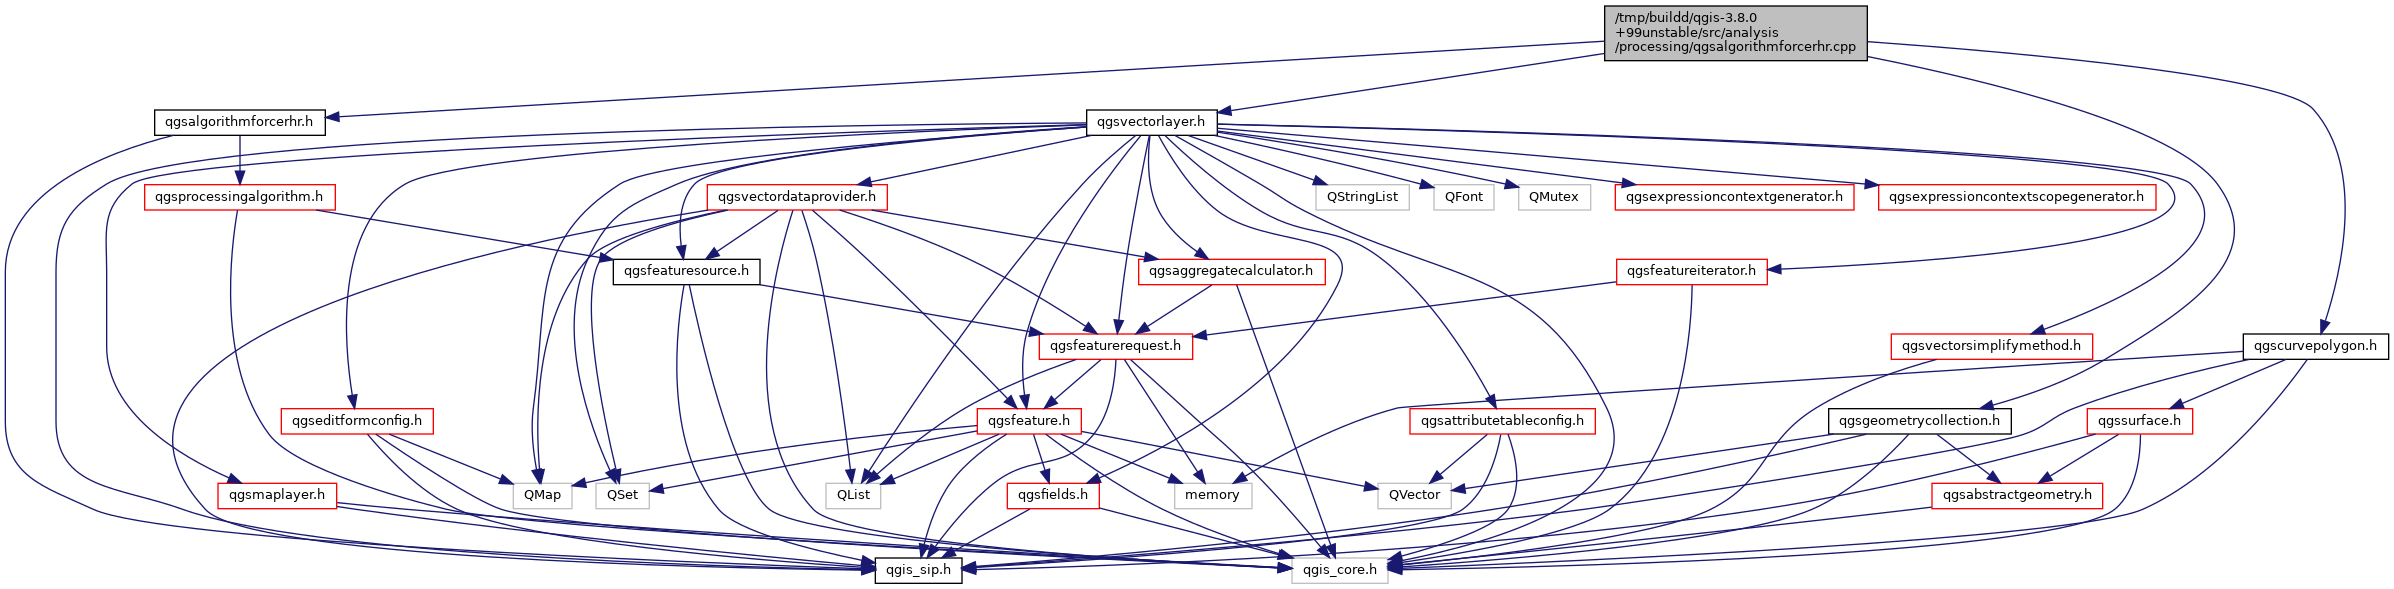 /tmp/buildd/qgis-3.8.0
+99unstable/src/analysis
/processing/qgsalgorithmforcerhr.cpp
qgsalgorithmforcerhr.h
qgsvectorlayer.h
qgsprocessingalgorithm.h
qgsvectordataprovider.h
QStringList
QFont
QMutex
qgsexpressioncontextgenerator.h
qgsexpressioncontextscopegenerator.h
qgsfeaturesource.h
qgsaggregatecalculator.h
qgsfeatureiterator.h
qgsfeaturerequest.h
qgsvectorsimplifymethod.h
qgscurvepolygon.h
qgseditformconfig.h
qgsfeature.h
qgsattributetableconfig.h
qgsgeometrycollection.h
qgssurface.h
qgsmaplayer.h
QMap
QSet
QList
qgsfields.h
memory
QVector
qgsabstractgeometry.h
qgis_sip.h
qgis_core.h